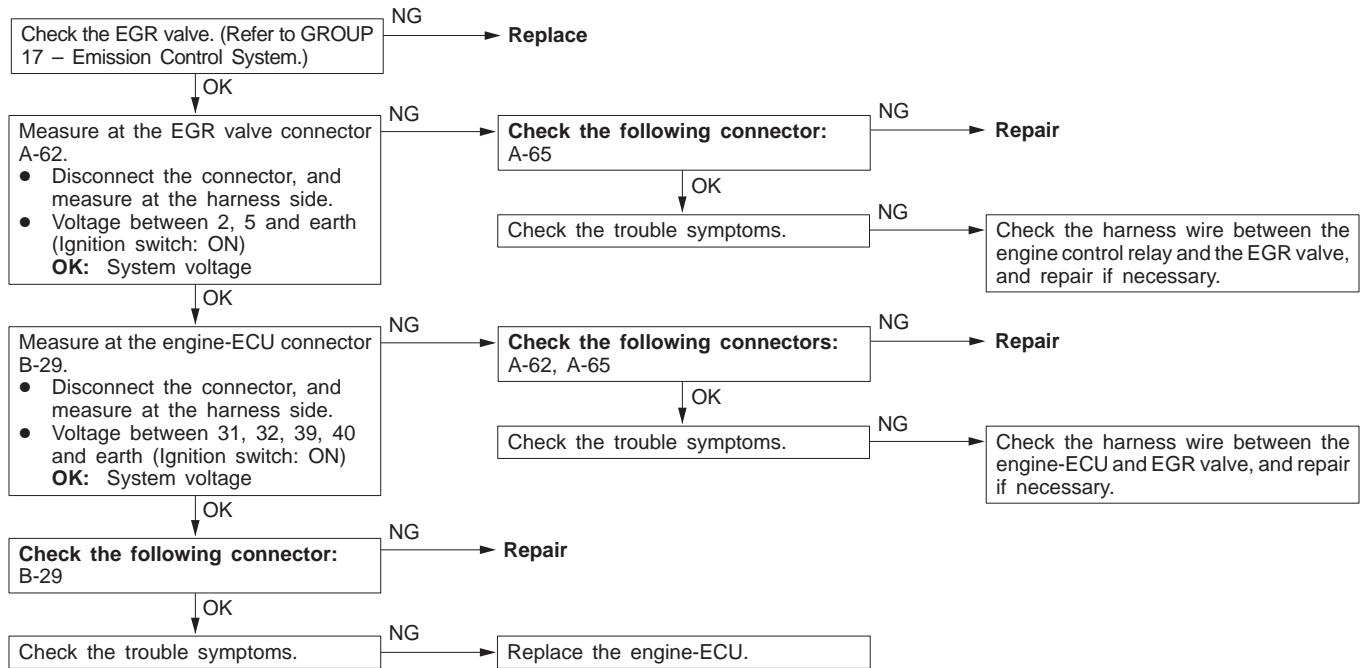 Check the EGR valve. (Refer to GROUP
17 – Emission Control System.)
NG
Replace
OK
Measure at the EGR valve connector
A-62.
● Disconnect the connector, and
measure at the harness side.
● Voltage between 2, 5 and earth
(Ignition switch: ON)
OK: System voltage
NG
Check the following connector:
A-65
NG
Repair
OK
Check the trouble symptoms.
NG
Check the harness wire between the
engine control relay and the EGR valve,
and repair if necessary.
OK
Measure at the engine-ECU connector
B-29.
● Disconnect the connector, and
measure at the harness side.
● Voltage between 31, 32, 39, 40
and earth (Ignition switch: ON)
OK: System voltage
NG
Check the following connectors:
A-62, A-65
NG
Repair
OK
Check the trouble symptoms.
NG
Check the harness wire between the
engine-ECU and EGR valve, and repair
if necessary.
OK
Check the following connector:
B-29
NG
Repair
OK
Check the trouble symptoms.
NG
Replace the engine-ECU.